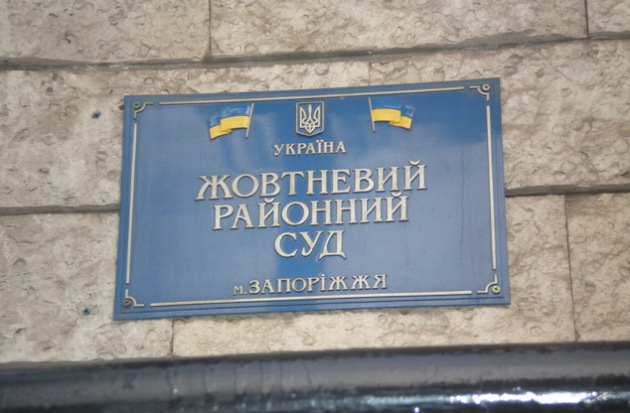 УКРАЇНА
ЖОВТНЕВИЙ
РАЙОННИЙ
СУД
м. ЗАПОРІЖЖЯ